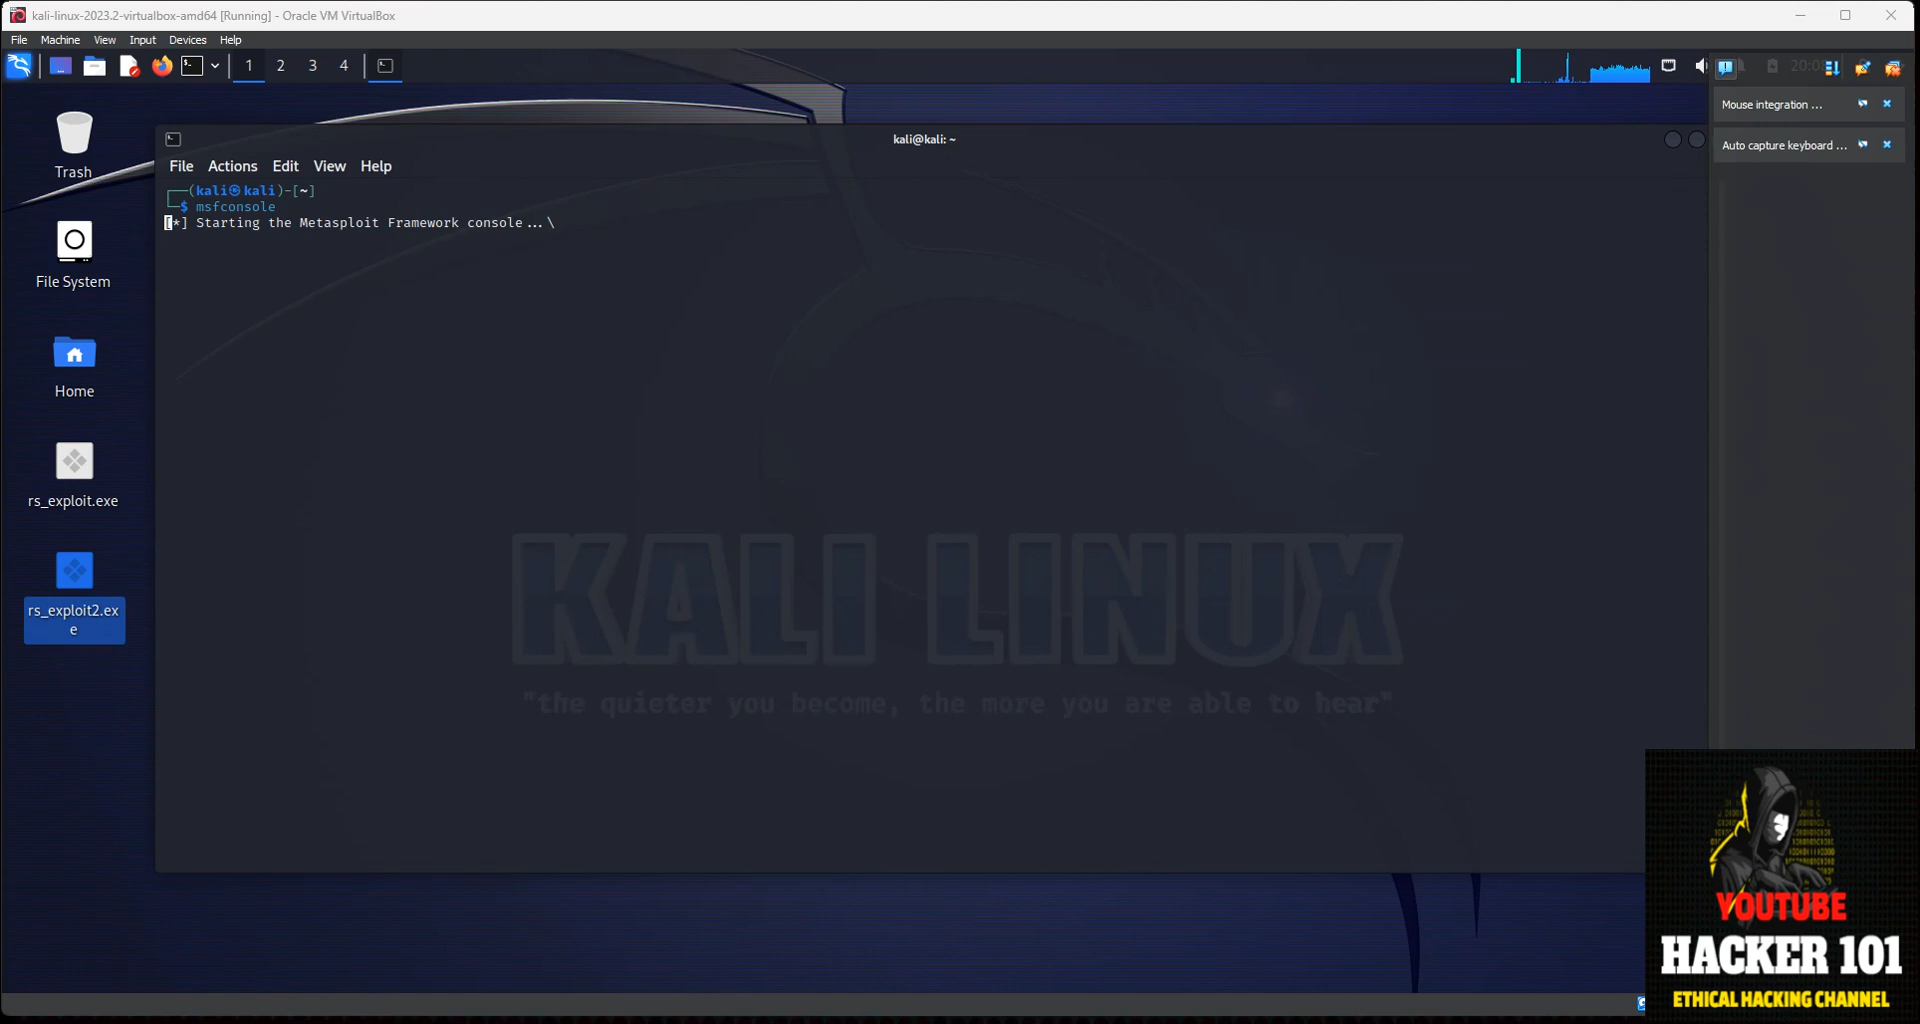 kali-linux-2023.2-virtualbox-amd64 [Running] - Oracle VM VirtualBox
File Machine View Input Devices Help
1 2 3 4
Mouse integration ...
Auto capture keyboard ...
Trash
File System
Home
rs_exploit.exe
rs_exploit2.ex
e
kali@kali: ~
File Actions Edit View Help
┌──(kali㉿kali)-[~]
└─$ msfconsole
[*] Starting the Metasploit Framework console...\
KALI LINUX
"the quieter you become, the more you are able to hear"
YOUTUBE
HACKER 101
ETHICAL HACKING CHANNEL